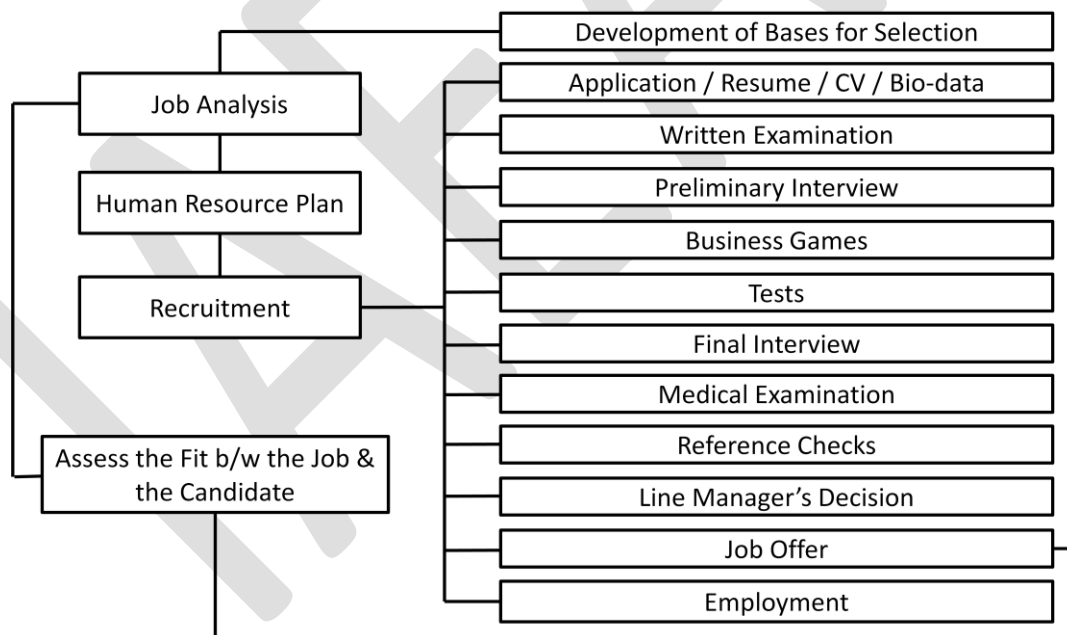 Development of Bases for Selection
Job Analysis
Application / Resume / CV / Bio-data
Written Examination
Human Resource Plan
Preliminary Interview
Business Games
Recruitment
Tests
Final Interview
Medical Examination
Assess the Fit b/w the Job &
the Candidate
Reference Checks
Line Manager’s Decision
Job Offer
Employment